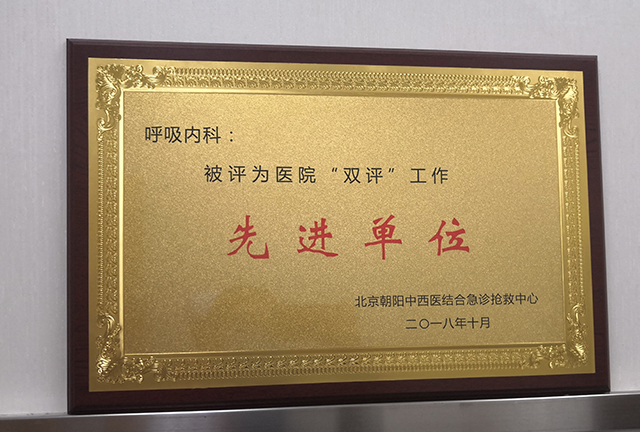 呼吸内科：
被评为医院“双评”工作
先进单位
北京朝阳中西医结合急诊抢救中心
二〇一八年十月